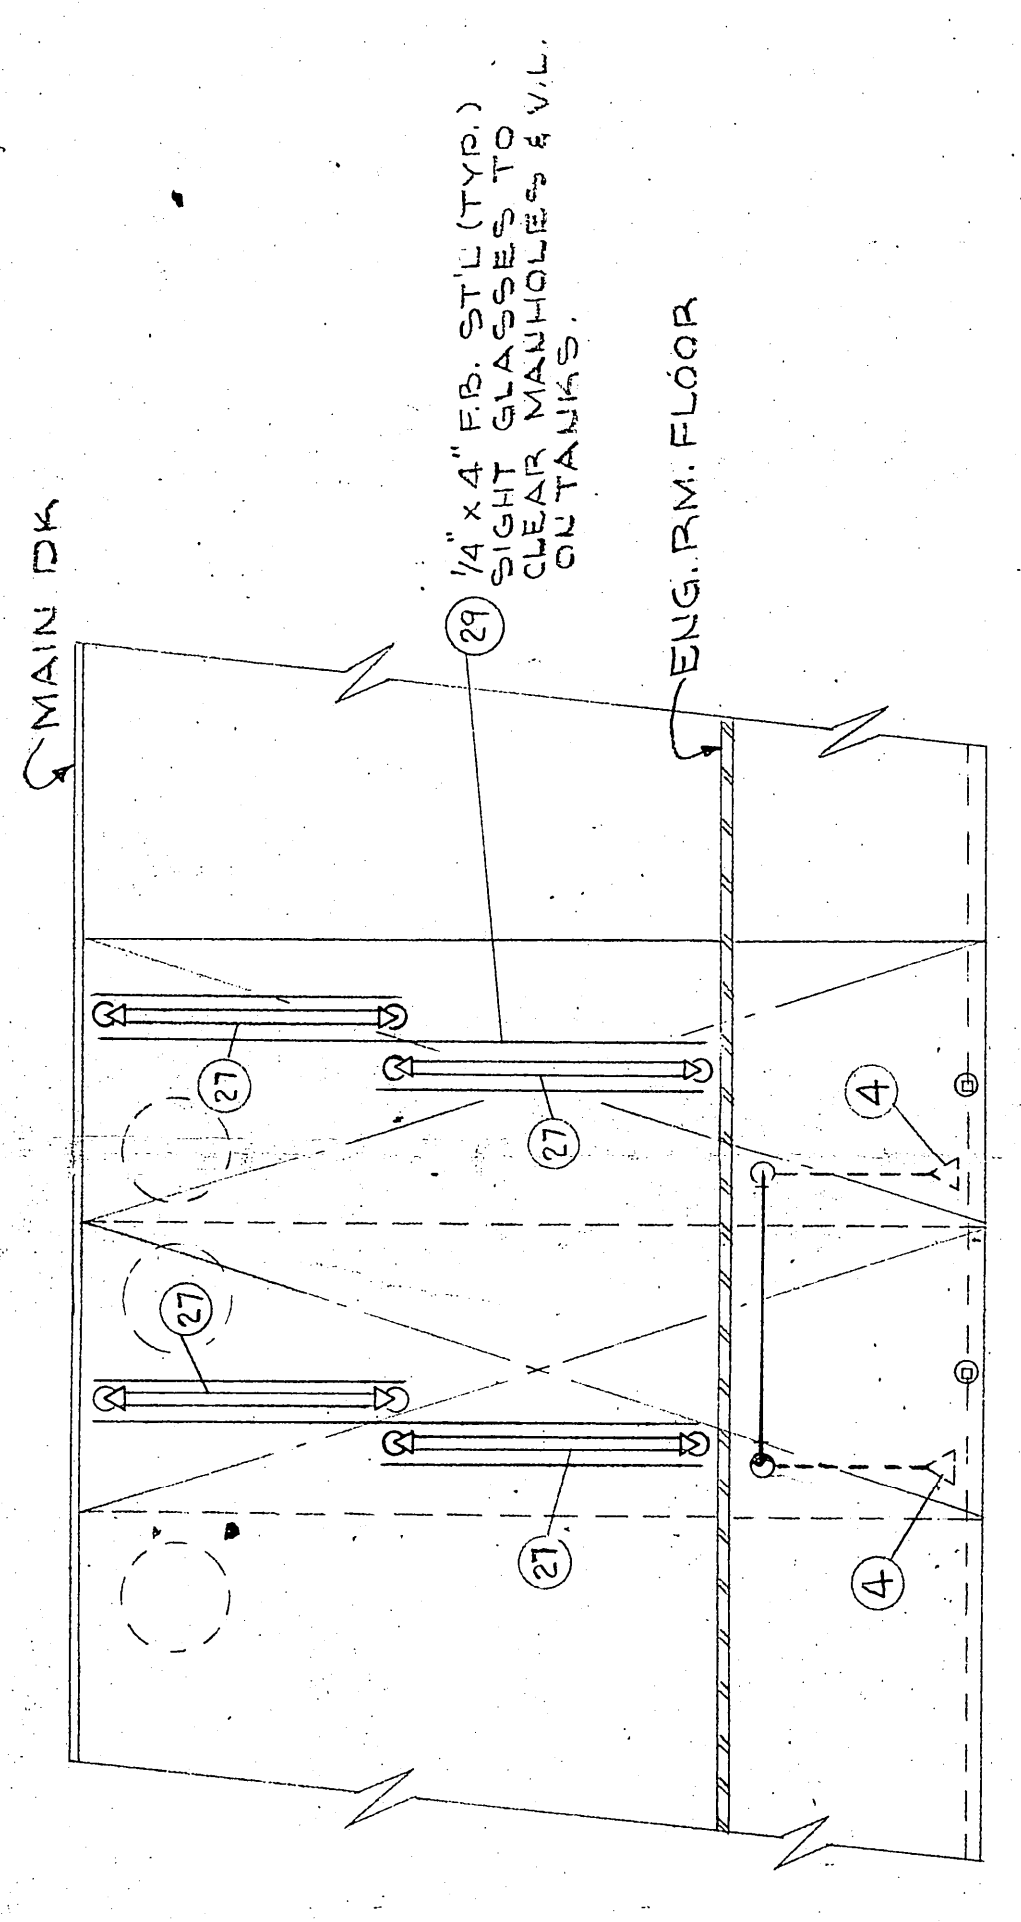 MAIN DK
29
1/4" X 4" F.B. ST'L (TYP.)
SIGHT GLASSES TO
CLEAR MANHOLES & V.L.
ON TANKS.
ENG. RM. FLOOR
27
27
27
27
4
4